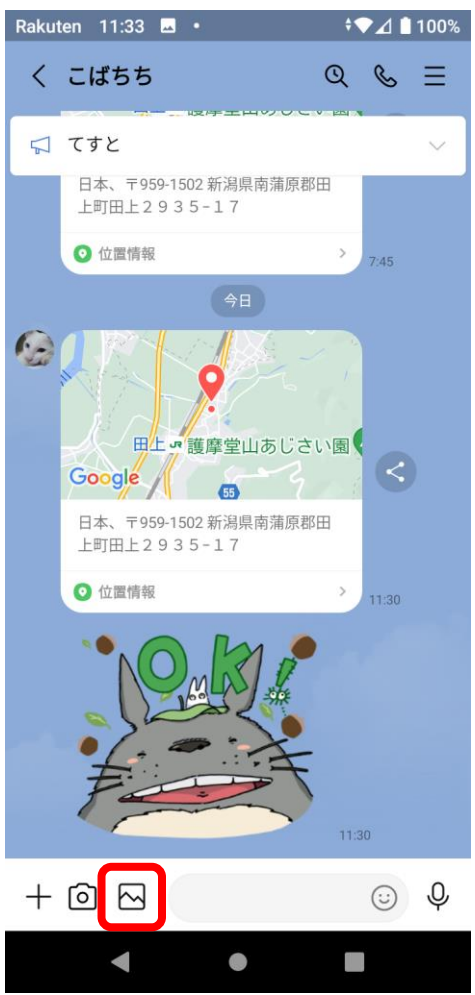 Rakuten 11:33 100%
こばちち
てすと
日本、〒959-1502 新潟県南蒲原郡田
上町田上２９３５−１７
位置情報
7:45
今日
田上
JR
護摩堂山あじさい園
Google
55
日本、〒959-1502 新潟県南蒲原郡田
上町田上２９３５−１７
位置情報
11:30
OK!
11:30